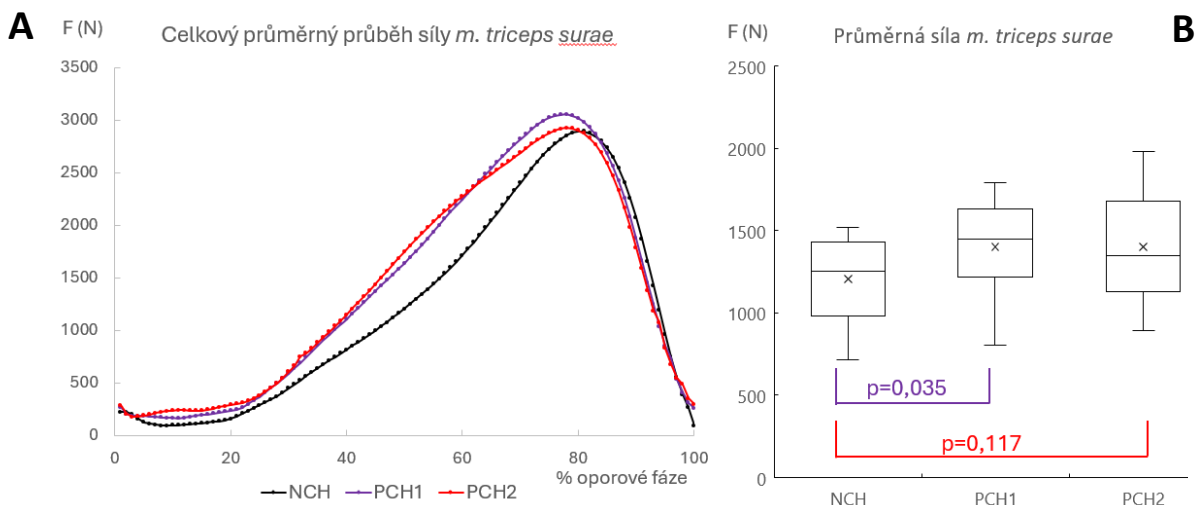 A
F (N)
Celkový průměrný průběh síly m. triceps surae
3500
3000
2500
2000
1500
1000
500
0
0 20 40 60 80 100
% oporové fáze
NCH PCH1 PCH2
B
F (N)
Průměrná síla m. triceps surae
2500
2000
1500
1000
500
0
p=0,035
p=0,117
NCH PCH1 PCH2